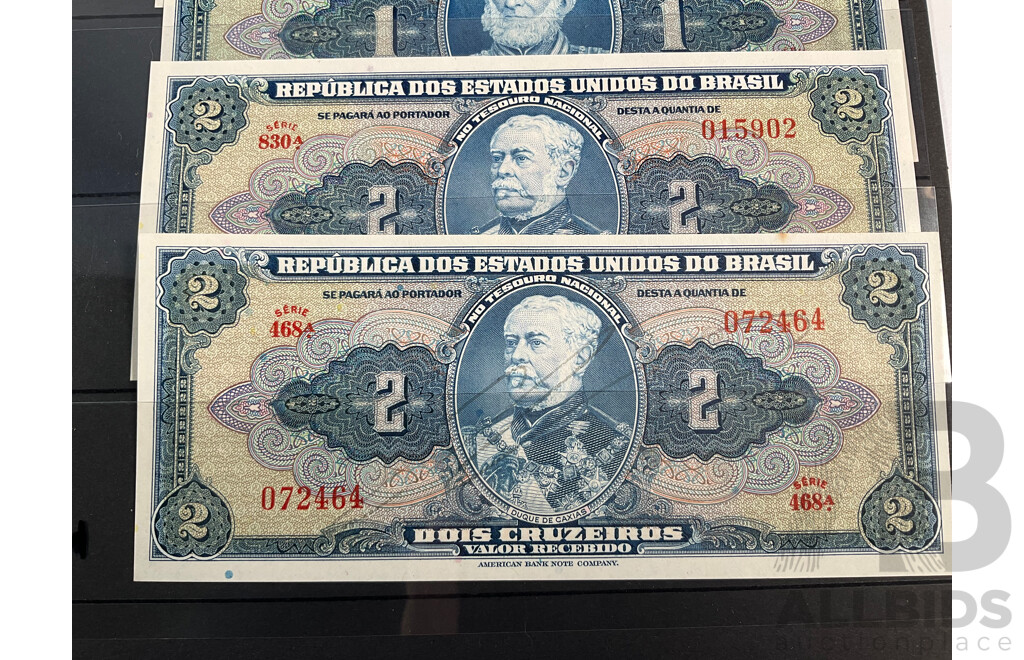 1 1
REPÚBLICA DOS ESTADOS UNIDOS DO BRASIL
2 2
SE PAGARÁ AO PORTADOR NO TESOURO NACIONAL DESTA A QUANTIA DE
SÉRIE
830A 015902
2 2
REPÚBLICA DOS ESTADOS UNIDOS DO BRASIL
2 2
SE PAGARÁ AO PORTADOR NO TESOURO NACIONAL DESTA A QUANTIA DE
SÉRIE
468A 072464
2 2
072464 SÉRIE
468A
2 2
DUQUE DE CAXIAS
DOIS CRUZEIROS
VALOR RECEBIDO
AMERICAN BANK NOTE COMPANY.
B
ALLBIDS
auctionplace